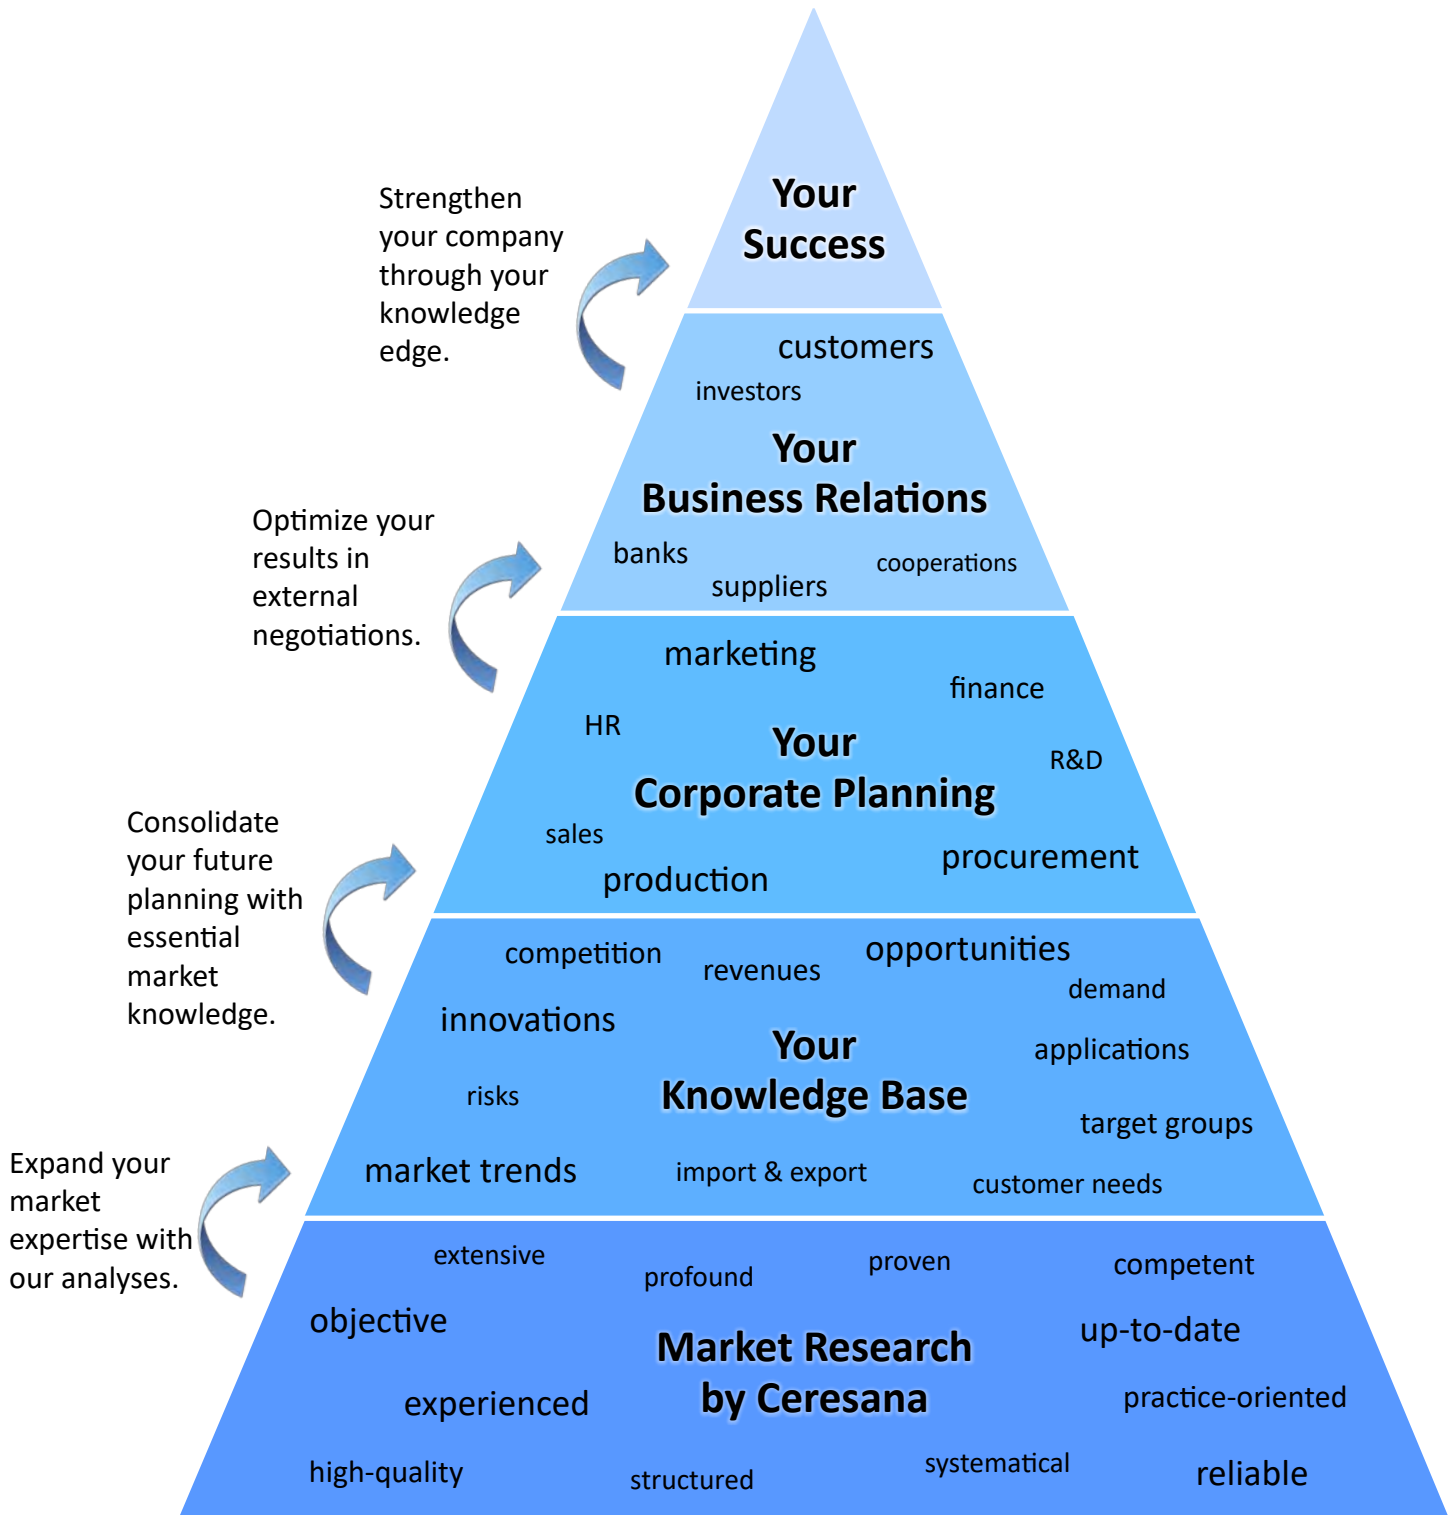 Your
Success
Strengthen
your company
through your
knowledge
edge.
customers
investors
Your
Business Relations
banks
suppliers
cooperations
Optimize your
results in
external
negotiations.
marketing
finance
HR
Your
Corporate Planning
R&D
sales
production
procurement
Consolidate
your future
planning with
essential
market
knowledge.
competition
revenues
opportunities
demand
innovations
Your
Knowledge Base
applications
risks
target groups
market trends
import & export
customer needs
Expand your
market
expertise with
our analyses.
extensive
profound
proven
competent
objective
Market Research
by Ceresana
up-to-date
experienced
practice-oriented
high-quality
structured
systematical
reliable